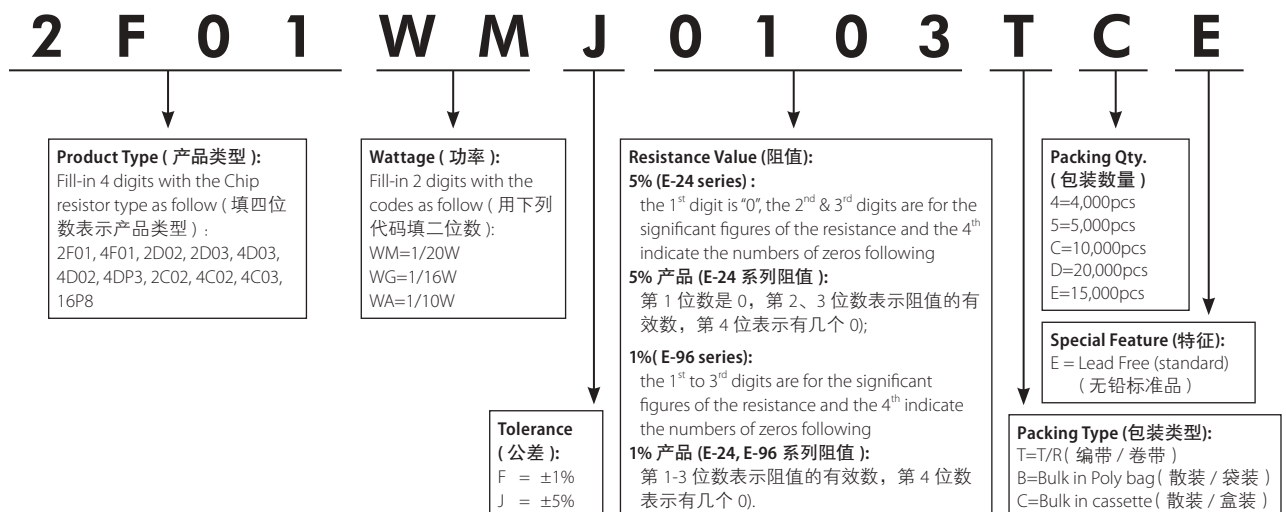 2F01 WM J 0103 T C E
Product Type ( 产品类型 ):
Fill-in 4 digits with the Chip
resistor type as follow ( 填四位
数表示产品类型 ) :
2F01, 4F01, 2D02, 2D03, 4D03,
4D02, 4DP3, 2C02, 4C02, 4C03,
16P8
Wattage ( 功率 ):
Fill-in 2 digits with the
codes as follow ( 用下列
代码填二位数 ):
WM=1/20W
WG=1/16W
WA=1/10W
Tolerance
( 公差 ):
F = ±1%
J = ±5%
Resistance Value (阻值):
5% (E-24 series) :
the 1st digit is "0", the 2nd & 3rd digits are for the
significant figures of the resistance and the 4th
indicate the numbers of zeros following
5% 产品 (E-24 系列阻值 ):
第 1 位数是 0，第 2、3 位数表示阻值的有
效数，第 4 位表示有几个 0);
1%( E-96 series):
the 1st to 3rd digits are for the significant
figures of the resistance and the 4th indicate
the numbers of zeros following
1% 产品 (E-24, E-96 系列阻值 ):
第 1-3 位数表示阻值的有效数，第 4 位数
表示有几个 0).
Packing Qty.
( 包装数量 )
4=4,000pcs
5=5,000pcs
C=10,000pcs
D=20,000pcs
E=15,000pcs
Special Feature (特征):
E = Lead Free (standard)
( 无铅标准品 )
Packing Type (包装类型):
T=T/R( 编带 / 卷带 )
B=Bulk in Poly bag( 散装 / 袋装 )
C=Bulk in cassette( 散装 / 盒装 )